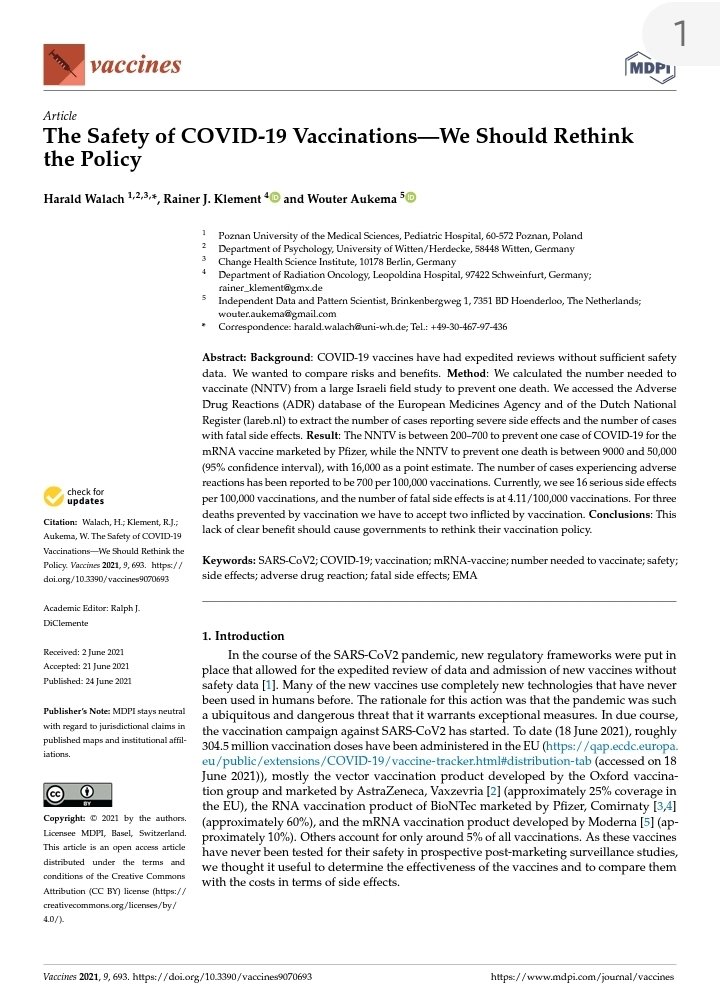 1
vaccines
MDPI
Article
The Safety of COVID-19 Vaccinations—We Should Rethink
the Policy
Harald Walach 1,2,3,*, Rainer J. Klement 4 and Wouter Aukema 5
1 Poznan University of the Medical Sciences, Pediatric Hospital, 60-572 Poznan, Poland
2 Department of Psychology, University of Witten/Herdecke, 58448 Witten, Germany
3 Change Health Science Institute, 10178 Berlin, Germany
4 Department of Radiation Oncology, Leopoldina Hospital, 97422 Schweinfurt, Germany;
rainer_klement@gmx.de
5 Independent Data and Pattern Scientist, Brinkenbergweg 1, 7351 BD Hoenderloo, The Netherlands;
wouter.aukema@gmail.com
* Correspondence: harald.walach@uni-wh.de; Tel.: +49-30-467-97-436
Abstract: Background: COVID-19 vaccines have had expedited reviews without sufficient safety
data. We wanted to compare risks and benefits. Method: We calculated the number needed to
vaccinate (NNTV) from a large Israeli field study to prevent one death. We accessed the Adverse
Drug Reactions (ADR) database of the European Medicines Agency and of the Dutch National
Register (lareb.nl) to extract the number of cases reporting severe side effects and the number of cases
with fatal side effects. Result: The NNTV is between 200–700 to prevent one case of COVID-19 for the
mRNA vaccine marketed by Pfizer, while the NNTV to prevent one death is between 9000 and 50,000
(95% confidence interval), with 16,000 as a point estimate. The number of cases experiencing adverse
reactions has been reported to be 700 per 100,000 vaccinations. Currently, we see 16 serious side effects
per 100,000 vaccinations, and the number of fatal side effects is at 4.11/100,000 vaccinations. For three
deaths prevented by vaccination we have to accept two inflicted by vaccination. Conclusions: This
lack of clear benefit should cause governments to rethink their vaccination policy.
Keywords: SARS-CoV2; COVID-19; vaccination; mRNA-vaccine; number needed to vaccinate; safety;
side effects; adverse drug reaction; fatal side effects; EMA
check for
updates
Citation: Walach, H.; Klement, R.J.;
Aukema, W. The Safety of COVID-19
Vaccinations—We Should Rethink the
Policy. Vaccines 2021, 9, 693. https://
doi.org/10.3390/vaccines9070693
Academic Editor: Ralph J.
DiClemente
Received: 2 June 2021
Accepted: 21 June 2021
Published: 24 June 2021
Publisher's Note: MDPI stays neutral
with regard to jurisdictional claims in
published maps and institutional affil-
iations.
CC BY
Copyright: © 2021 by the authors.
Licensee MDPI, Basel, Switzerland.
This article is an open access article
distributed under the terms and
conditions of the Creative Commons
Attribution (CC BY) license (https://
creativecommons.org/licenses/by/
4.0/).
1. Introduction
In the course of the SARS-CoV2 pandemic, new regulatory frameworks were put in
place that allowed for the expedited review of data and admission of new vaccines without
safety data [1]. Many of the new vaccines use completely new technologies that have never
been used in humans before. The rationale for this action was that the pandemic was such
a ubiquitous and dangerous threat that it warrants exceptional measures. In due course,
the vaccination campaign against SARS-CoV2 has started. To date (18 June 2021), roughly
304.5 million vaccination doses have been administered in the EU (https://qap.ecdc.europa.
eu/public/extensions/COVID-19/vaccine-tracker.html#distribution-tab (accessed on 18
June 2021)), mostly the vector vaccination product developed by the Oxford vaccina-
tion group and marketed by AstraZeneca, Vaxzevria [2] (approximately 25% coverage in
the EU), the RNA vaccination product of BioNTec marketed by Pfizer, Comirnaty [3,4]
(approximately 60%), and the mRNA vaccination product developed by Moderna [5] (ap-
proximately 10%). Others account for only around 5% of all vaccinations. As these vaccines
have never been tested for their safety in prospective post-marketing surveillance studies,
we thought it useful to determine the effectiveness of the vaccines and to compare them
with the costs in terms of side effects.
Vaccines 2021, 9, 693. https://doi.org/10.3390/vaccines9070693
https://www.mdpi.com/journal/vaccines